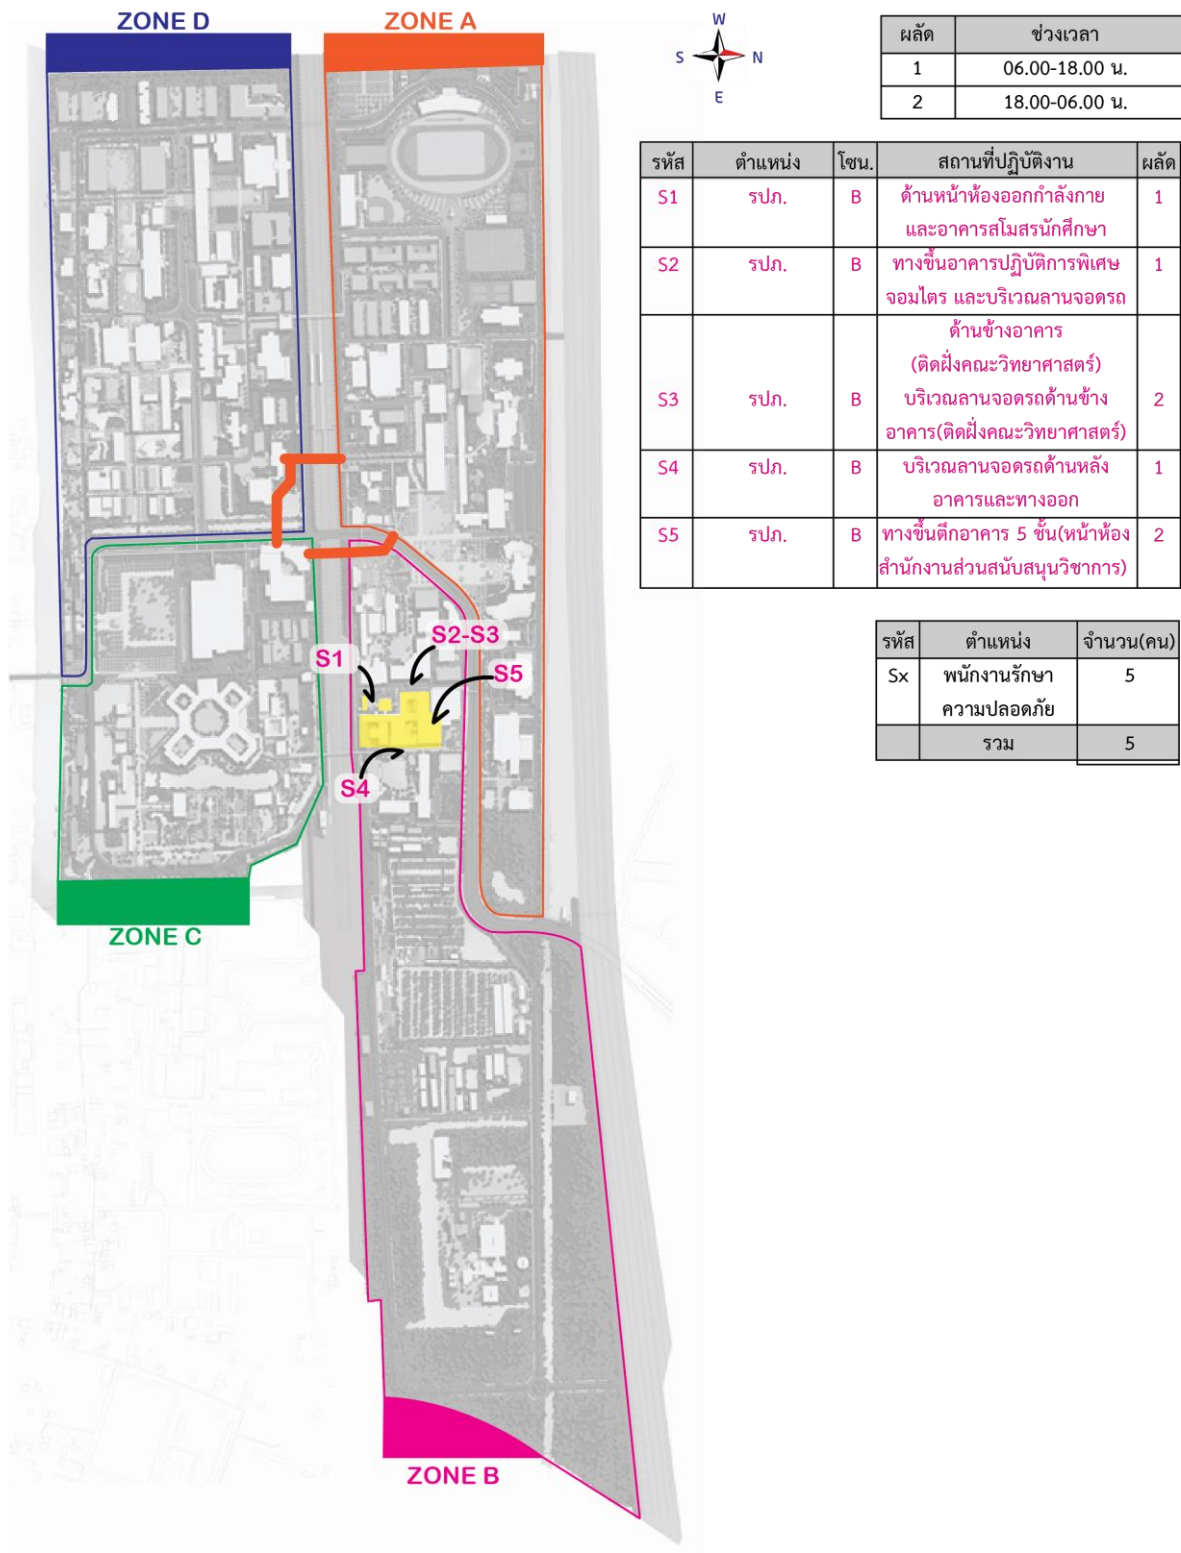 ZONE D
ZONE A
W
S
N
E
ผลัด ช่วงเวลา
1 06.00-18.00 น.
2 18.00-06.00 น.
รหัส ตำแหน่ง โซน. สถานที่ปฏิบัติงาน ผลัด
S1 รปภ. B ด้านหน้าห้องออกกำลังกาย 1
และอาคารสโมสรนักศึกษา
S2 รปภ. B ทางขึ้นอาคารปฏิบัติการพิเศษ 1
จอมไตร และบริเวณลานจอดรถ
ด้านข้างอาคาร
(ติดฝั่งคณะวิทยาศาสตร์)
S3 รปภ. B บริเวณลานจอดรถด้านข้าง 2
อาคาร(ติดฝั่งคณะวิทยาศาสตร์)
S4 รปภ. B บริเวณลานจอดรถด้านหลัง 1
อาคารและทางออก
S5 รปภ. B ทางขึ้นตึกอาคาร 5 ชั้น(หน้าห้อง 2
สำนักงานส่วนสนับสนุนวิชาการ)
รหัส ตำแหน่ง จำนวน(คน)
Sx พนักงานรักษา 5
ความปลอดภัย
รวม 5
S2-S3
S1
S5
S4
ZONE C
ZONE B